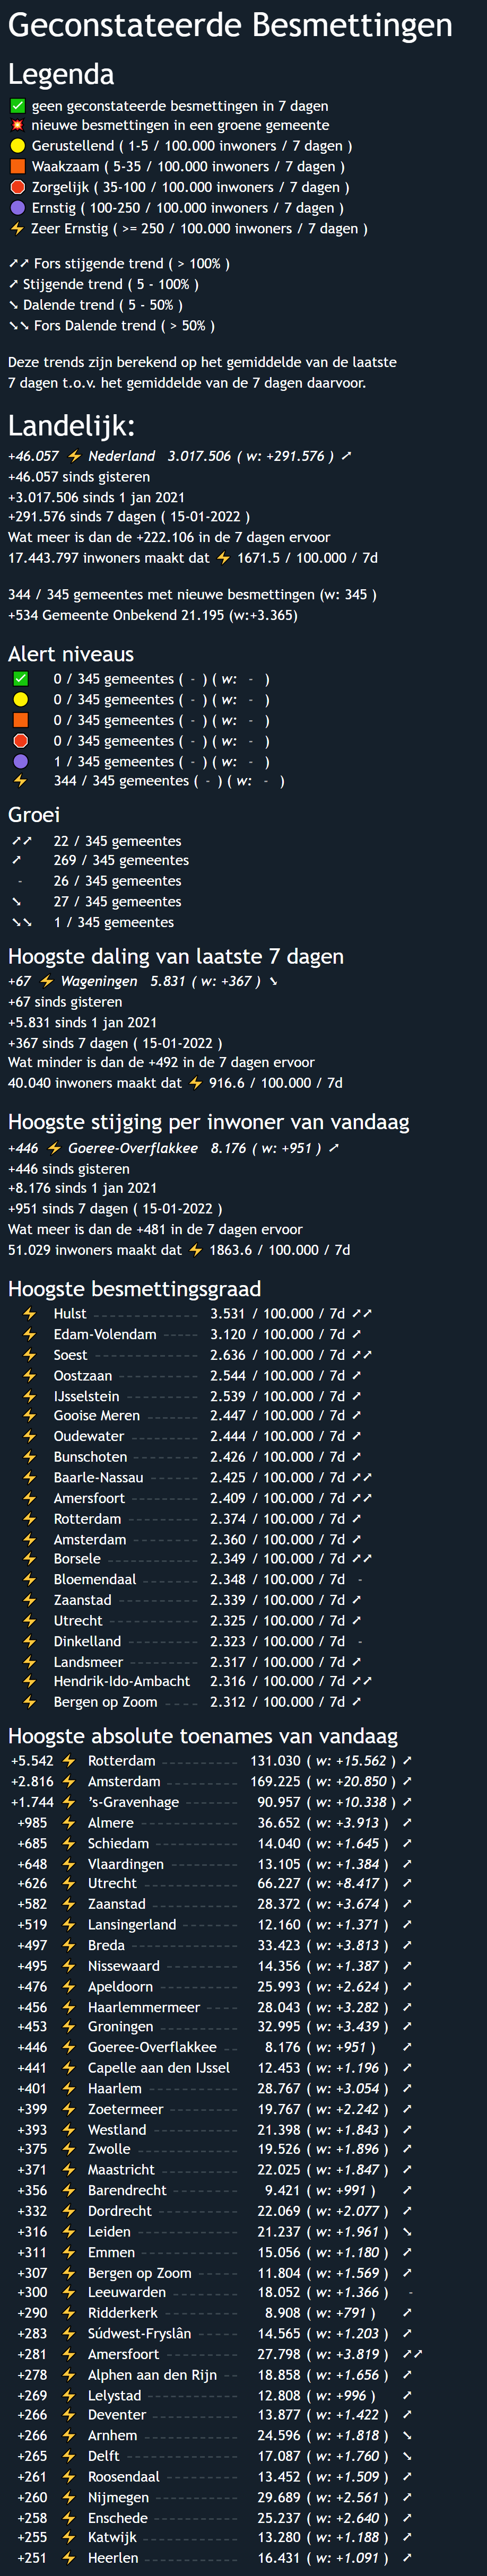 Geconstateerde Besmettingen
Legenda
✅ geen geconstateerde besmettingen in 7 dagen
💥 nieuwe besmettingen in een groene gemeente
🟡 Gerustellend ( 1-5 / 100.000 inwoners / 7 dagen )
🟧 Waakzaam ( 5-35 / 100.000 inwoners / 7 dagen )
🛑 Zorgelijk ( 35-100 / 100.000 inwoners / 7 dagen )
🟣 Ernstig ( 100-250 / 100.000 inwoners / 7 dagen )
⚡ Zeer Ernstig ( >= 250 / 100.000 inwoners / 7 dagen )
➚➚ Fors stijgende trend ( > 100% )
➚ Stijgende trend ( 5 - 100% )
➘ Dalende trend ( 5 - 50% )
➘➘ Fors Dalende trend ( > 50% )
Deze trends zijn berekend op het gemiddelde van de laatste
7 dagen t.o.v. het gemiddelde van de 7 dagen daarvoor.
Landelijk:
+46.057 ⚡ Nederland 3.017.506 ( w: +291.576 ) ➚
+46.057 sinds gisteren
+3.017.506 sinds 1 jan 2021
+291.576 sinds 7 dagen ( 15-01-2022 )
Wat meer is dan de +222.106 in de 7 dagen ervoor
17.443.797 inwoners maakt dat ⚡ 1671.5 / 100.000 / 7d
344 / 345 gemeentes met nieuwe besmettingen (w: 345 )
+534 Gemeente Onbekend 21.195 (w:+3.365)
Alert niveaus
✅ 0 / 345 gemeentes ( - ) ( w: - )
🟡 0 / 345 gemeentes ( - ) ( w: - )
🟧 0 / 345 gemeentes ( - ) ( w: - )
🛑 0 / 345 gemeentes ( - ) ( w: - )
🟣 1 / 345 gemeentes ( - ) ( w: - )
⚡ 344 / 345 gemeentes ( - ) ( w: - )
Groei
➚➚ 22 / 345 gemeentes
➚ 269 / 345 gemeentes
- 26 / 345 gemeentes
➘ 27 / 345 gemeentes
➘➘ 1 / 345 gemeentes
Hoogste daling van laatste 7 dagen
+67 ⚡ Wageningen 5.831 ( w: +367 ) ➘
+67 sinds gisteren
+5.831 sinds 1 jan 2021
+367 sinds 7 dagen ( 15-01-2022 )
Wat minder is dan de +492 in de 7 dagen ervoor
40.040 inwoners maakt dat ⚡ 916.6 / 100.000 / 7d
Hoogste stijging per inwoner van vandaag
+446 ⚡ Goeree-Overflakkee 8.176 ( w: +951 ) ➚
+446 sinds gisteren
+8.176 sinds 1 jan 2021
+951 sinds 7 dagen ( 15-01-2022 )
Wat meer is dan de +481 in de 7 dagen ervoor
51.029 inwoners maakt dat ⚡ 1863.6 / 100.000 / 7d
Hoogste besmettingsgraad
⚡ Hulst 3.531 / 100.000 / 7d ➚➚
⚡ Edam-Volendam 3.120 / 100.000 / 7d ➚
⚡ Soest 2.636 / 100.000 / 7d ➚➚
⚡ Oostzaan 2.544 / 100.000 / 7d ➚
⚡ IJsselstein 2.539 / 100.000 / 7d ➚
⚡ Gooise Meren 2.447 / 100.000 / 7d ➚
⚡ Oudewater 2.444 / 100.000 / 7d ➚
⚡ Bunschoten 2.426 / 100.000 / 7d ➚
⚡ Baarle-Nassau 2.425 / 100.000 / 7d ➚➚
⚡ Amersfoort 2.409 / 100.000 / 7d ➚➚
⚡ Rotterdam 2.374 / 100.000 / 7d ➚
⚡ Amsterdam 2.360 / 100.000 / 7d ➚
⚡ Borsele 2.349 / 100.000 / 7d ➚➚
⚡ Bloemendaal 2.348 / 100.000 / 7d -
⚡ Zaanstad 2.339 / 100.000 / 7d ➚
⚡ Utrecht 2.325 / 100.000 / 7d ➚
⚡ Dinkelland 2.323 / 100.000 / 7d -
⚡ Landsmeer 2.317 / 100.000 / 7d ➚
⚡ Hendrik-Ido-Ambacht 2.316 / 100.000 / 7d ➚➚
⚡ Bergen op Zoom 2.312 / 100.000 / 7d ➚
Hoogste absolute toenames van vandaag
+5.542 ⚡ Rotterdam 131.030 ( w: +15.562 ) ➚
+2.816 ⚡ Amsterdam 169.225 ( w: +20.850 ) ➚
+1.744 ⚡ 's-Gravenhage 90.957 ( w: +10.338 ) ➚
+985 ⚡ Almere 36.652 ( w: +3.913 ) ➚
+685 ⚡ Schiedam 14.040 ( w: +1.645 ) ➚
+648 ⚡ Vlaardingen 13.105 ( w: +1.384 ) ➚
+626 ⚡ Utrecht 66.227 ( w: +8.417 ) ➚
+582 ⚡ Zaanstad 28.372 ( w: +3.674 ) ➚
+519 ⚡ Lansingerland 12.160 ( w: +1.371 ) ➚
+497 ⚡ Breda 33.423 ( w: +3.813 ) ➚
+495 ⚡ Nissewaard 14.356 ( w: +1.387 ) ➚
+476 ⚡ Apeldoorn 25.993 ( w: +2.624 ) ➚
+456 ⚡ Haarlemmermeer 28.043 ( w: +3.282 ) ➚
+453 ⚡ Groningen 32.995 ( w: +3.439 ) ➚
+446 ⚡ Goeree-Overflakkee 8.176 ( w: +951 ) ➚
+441 ⚡ Capelle aan den IJssel 12.453 ( w: +1.196 ) ➚
+401 ⚡ Haarlem 28.767 ( w: +3.054 ) ➚
+399 ⚡ Zoetermeer 19.767 ( w: +2.242 ) ➚
+393 ⚡ Westland 21.398 ( w: +1.843 ) ➚
+375 ⚡ Zwolle 19.526 ( w: +1.896 ) ➚
+371 ⚡ Maastricht 22.025 ( w: +1.847 ) ➚
+356 ⚡ Barendrecht 9.421 ( w: +991 ) ➚
+332 ⚡ Dordrecht 22.069 ( w: +2.077 ) ➚
+316 ⚡ Leiden 21.237 ( w: +1.961 ) ➘
+311 ⚡ Emmen 15.056 ( w: +1.180 ) ➚
+307 ⚡ Bergen op Zoom 11.804 ( w: +1.569 ) ➚
+300 ⚡ Leeuwarden 18.052 ( w: +1.366 ) -
+290 ⚡ Ridderkerk 8.908 ( w: +791 ) ➚
+283 ⚡ Súdwest-Fryslân 14.565 ( w: +1.203 ) ➚
+281 ⚡ Amersfoort 27.798 ( w: +3.819 ) ➚➚
+278 ⚡ Alphen aan den Rijn 18.858 ( w: +1.656 ) ➚
+269 ⚡ Lelystad 12.808 ( w: +996 ) ➚
+266 ⚡ Deventer 13.877 ( w: +1.422 ) ➚
+266 ⚡ Arnhem 24.596 ( w: +1.818 ) ➘
+265 ⚡ Delft 17.087 ( w: +1.760 ) ➘
+261 ⚡ Roosendaal 13.452 ( w: +1.509 ) ➚
+260 ⚡ Nijmegen 29.689 ( w: +2.561 ) ➚
+258 ⚡ Enschede 25.237 ( w: +2.640 ) ➚
+255 ⚡ Katwijk 13.280 ( w: +1.188 ) ➚
+251 ⚡ Heerlen 16.431 ( w: +1.091 ) ➚